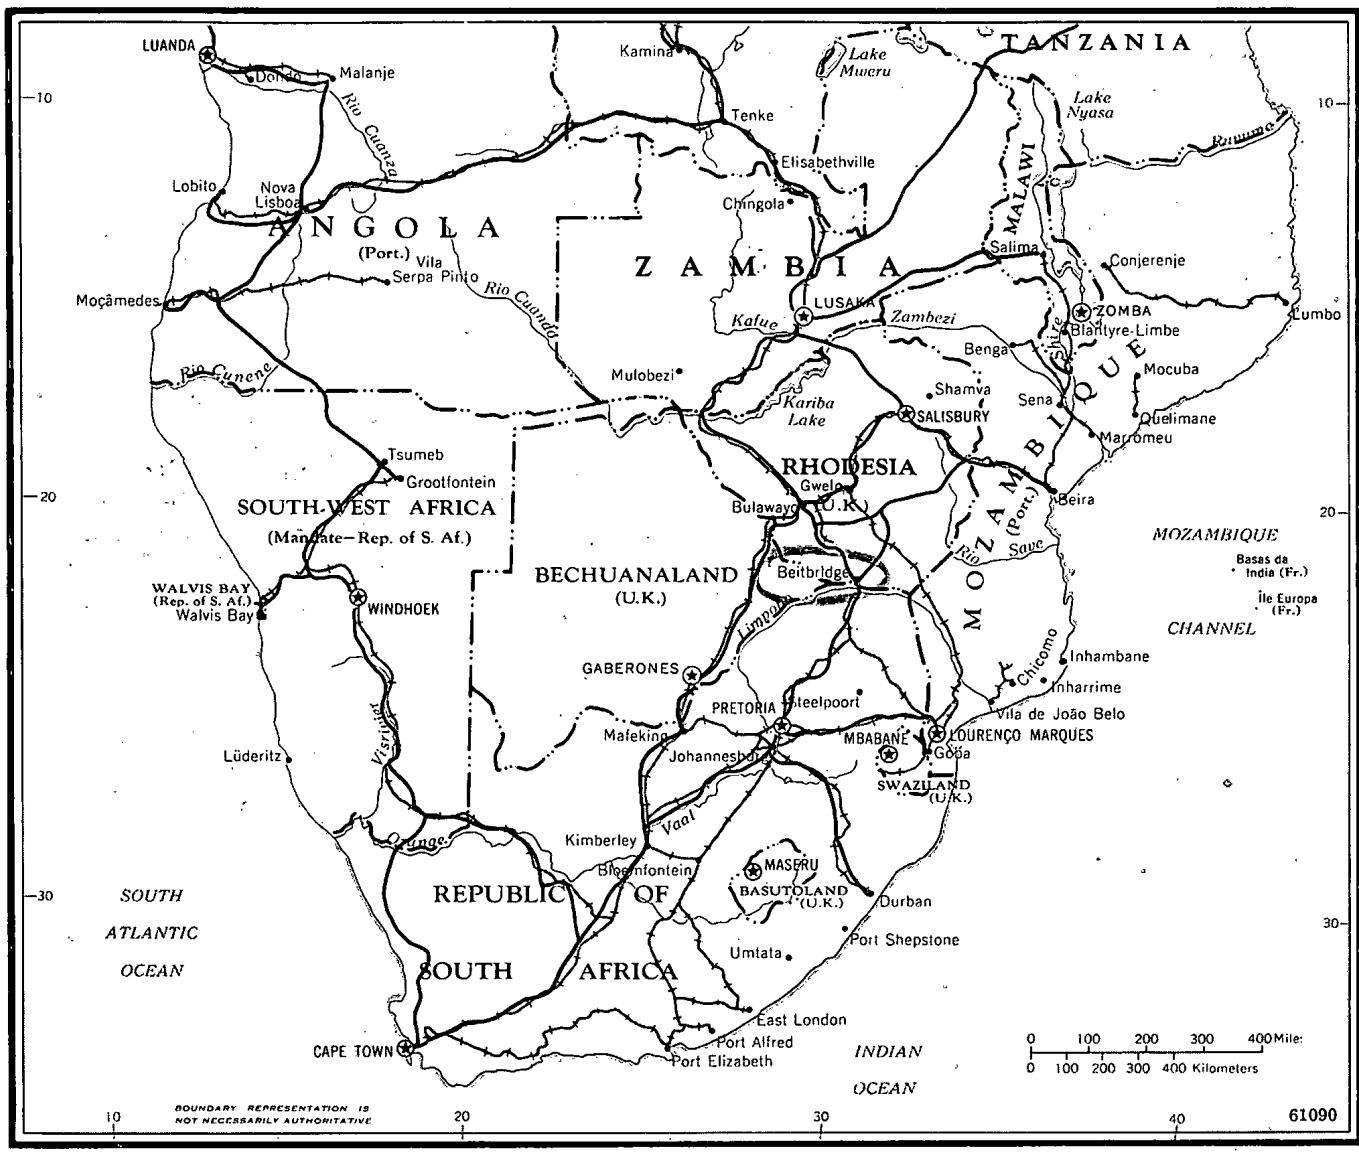 LUANDA
Dondo
Malanje
Rio Cuanza
Kamina
Lake
Mweru
TANZANIA
10
10
Tenke
Lake
Nyasa
Ruvuma
Elisabethville
MALAWI
Lobito
Nova
Lisboa
Chingola
ANGOLA
(Port.)
Salima
Vila
Serpa Pinto
ZAMBIA
Conjerenje
Moçâmedes
Rio Cuando
LUSAKA
ZOMBA
Lumbo
Kafue
Zambezi
Shire
Blantyre-Limbe
Benga
Rio Cunene
Mulobezi
Mocuba
Shamva
Kariba
Lake
Sena
SALISBURY
Quelimane
Marromeu
Tsumeb
Grootfontein
RHODESIA
(U.K.)
Gwelo
20
20
SOUTH-WEST AFRICA
(Mandate-Rep. of S. Af.)
Bulawayo
Beira
MOZAMBIQUE
(Port.)
Rio Save
MOZAMBIQUE
CHANNEL
Basas da
India (Fr.)
Île Europa
(Fr.)
BECHUANALAND
(U.K.)
Beitbridge
WALVIS BAY
(Rep. of S. Af.)
Walvis Bay
WINDHOEK
Limpopo
GABERONES
Chicomo
Inhambane
Inharrime
PRETORIA
Steelpoort
Vila de João Belo
Visrivier
Mafeking
MBABANE
LOURENÇO MARQUES
Johannesburg
Goba
Lüderitz
SWAZILAND
(U.K.)
Orange
Kimberley
Vaal
Bloemfontein
MASERU
BASUTOLAND
(U.K.)
30
30
SOUTH
ATLANTIC
OCEAN
REPUBLIC OF
SOUTH AFRICA
Durban
Port Shepstone
Umtata
East London
Port Alfred
Port Elizabeth
CAPE TOWN
INDIAN
OCEAN
0 100 200 300 400 Mile:
0 100 200 300 400 Kilometers
BOUNDARY REPRESENTATION IS
NOT NECESSARILY AUTHORITATIVE
10
20
30
40
61090